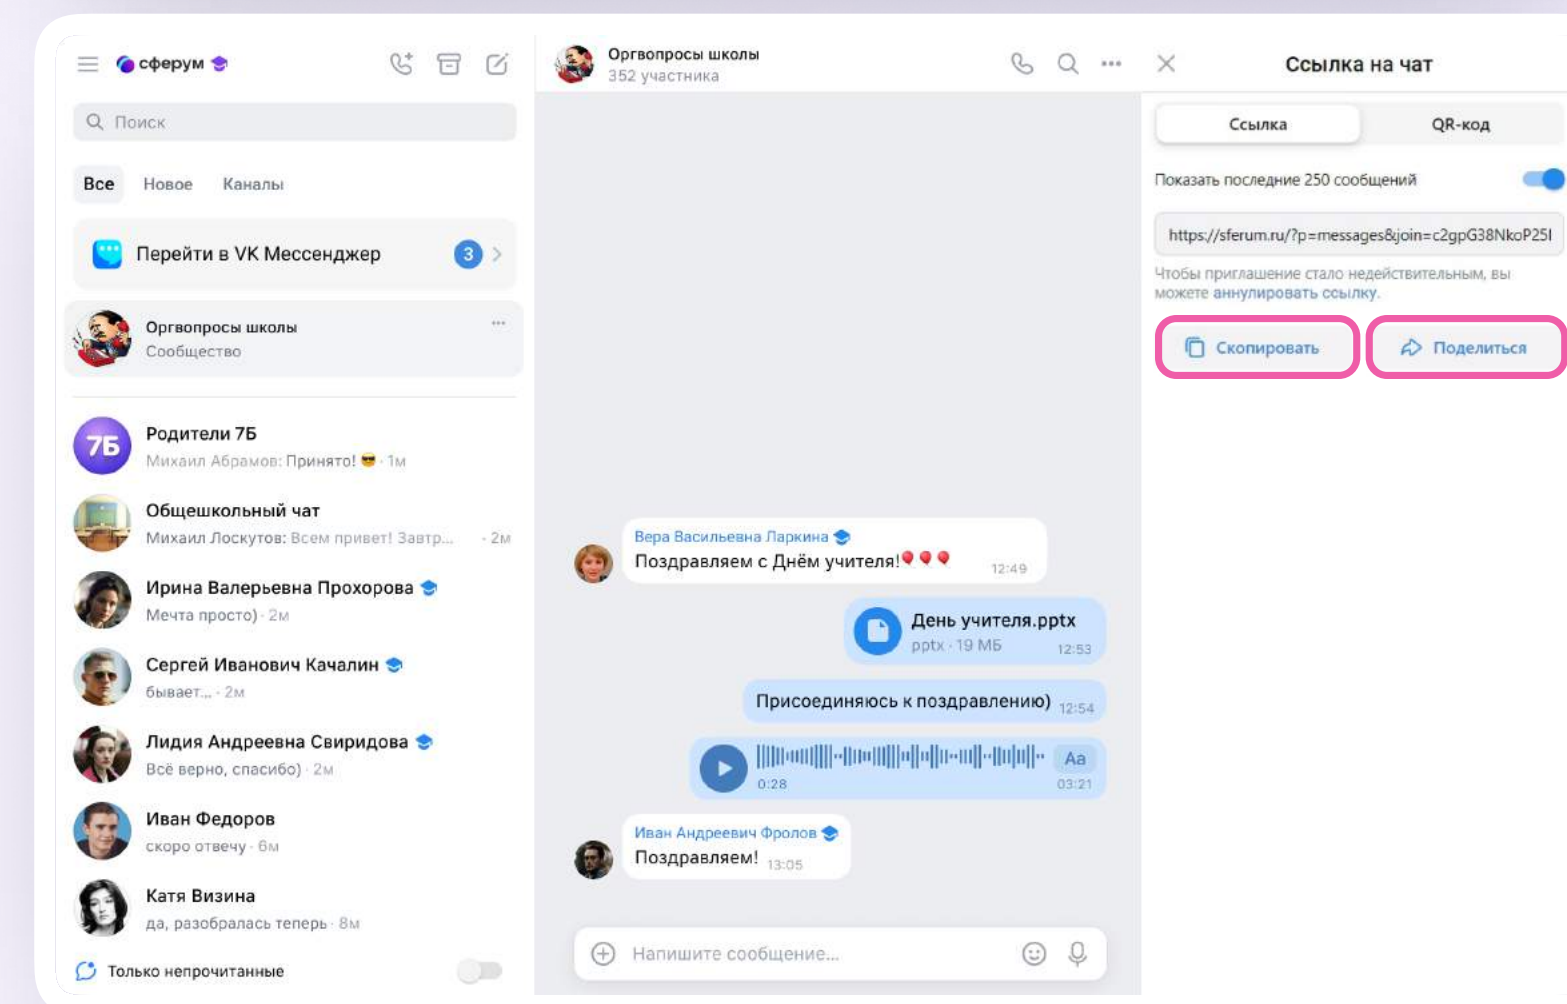 сферум
Поиск
Все Новое Каналы
Перейти в VK Мессенджер 3
Оргвопросы школы
Сообщество
7Б
Родители 7Б
Михаил Абрамов: Принято! 😎 · 1м
Общешкольный чат
Михаил Лоскутов: Всем привет! Завтр... · 2м
Ирина Валерьевна Прохорова
Мечта просто) · 2м
Сергей Иванович Качалин
бывает... · 2м
Лидия Андреевна Свиридова
Всё верно, спасибо) · 2м
Иван Федоров
скоро отвечу · 6м
Катя Визина
да, разобралась теперь · 8м
Только непрочитанные
Оргвопросы школы
352 участника
Вера Васильевна Ларкина
Поздравляем с Днём учителя!🎈🎈🎈 12:49
День учителя.pptx
pptx · 19 МБ 12:53
Присоединяюсь к поздравлению) 12:54
Aa
0:28 03:21
Иван Андреевич Фролов
Поздравляем! 13:05
Напишите сообщение...
Ссылка на чат
Ссылка QR-код
Показать последние 250 сообщений
https://sferum.ru/?p=messages&join=c2gpG38NkoP25I
Чтобы приглашение стало недействительным, вы
можете аннулировать ссылку.
Скопировать Поделиться